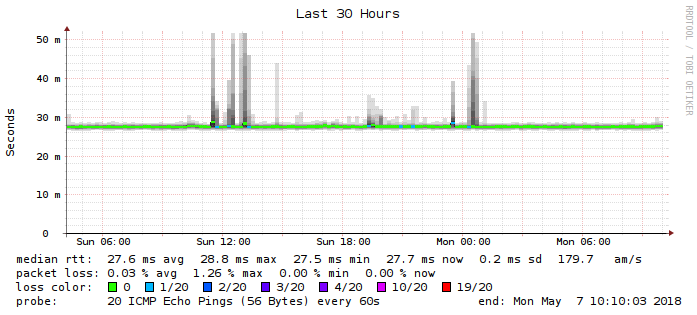 Last 30 Hours
RRDTOOL / TOBI OETIKER
Seconds
50 m
40 m
30 m
20 m
10 m
0
Sun 06:00 Sun 12:00 Sun 18:00 Mon 00:00 Mon 06:00
median rtt: 27.6 ms avg 28.8 ms max 27.5 ms min 27.7 ms now 0.2 ms sd 179.7 am/s
packet loss: 0.03 % avg 1.26 % max 0.00 % min 0.00 % now
loss color: 0 1/20 2/20 3/20 4/20 10/20 19/20
probe: 20 ICMP Echo Pings (56 Bytes) every 60s end: Mon May 7 10:10:03 2018